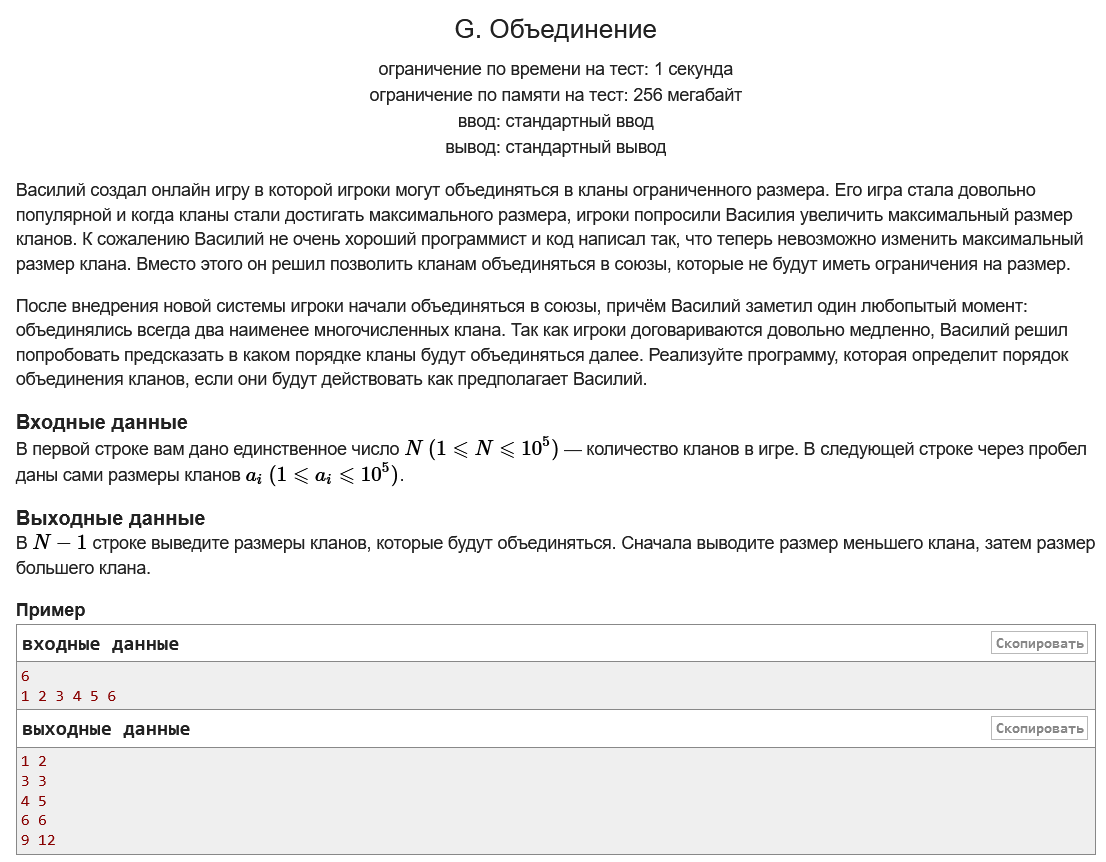 G. Объединение
ограничение по времени на тест: 1 секунда
ограничение по памяти на тест: 256 мегабайт
ввод: стандартный ввод
вывод: стандартный вывод
Василий создал онлайн игру в которой игроки могут объединяться в кланы ограниченного размера. Его игра стала довольно
популярной и когда кланы стали достигать максимального размера, игроки попросили Василия увеличить максимальный размер
кланов. К сожалению Василий не очень хороший программист и код написал так, что теперь невозможно изменить максимальный
размер клана. Вместо этого он решил позволить кланам объединяться в союзы, которые не будут иметь ограничения на размер.
После внедрения новой системы игроки начали объединяться в союзы, причём Василий заметил один любопытый момент:
объединялись всегда два наименее многочисленных клана. Так как игроки договариваются довольно медленно, Василий решил
попробовать предсказать в каком порядке кланы будут объединяться далее. Реализуйте программу, которая определит порядок
объединения кланов, если они будут действовать как предполагает Василий.
Входные данные
В первой строке вам дано единственное число N (1 ⩽ N ⩽ 10^5) — количество кланов в игре. В следующей строке через пробел
даны сами размеры кланов a_i (1 ⩽ a_i ⩽ 10^5).
Выходные данные
В N − 1 строке выведите размеры кланов, которые будут объединяться. Сначала выводите размер меньшего клана, затем размер
большего клана.
Пример
входные данные Скопировать
6
1 2 3 4 5 6
выходные данные Скопировать
1 2
3 3
4 5
6 6
9 12